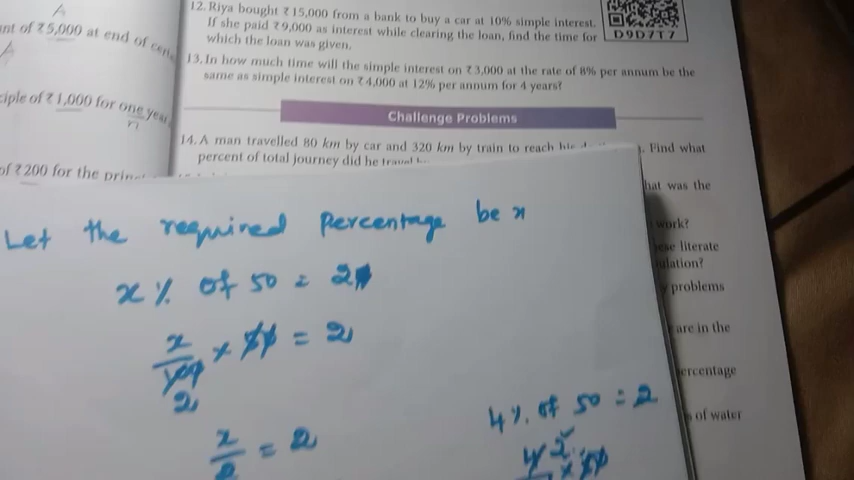 12. Riya bought ₹ 15,000 from a bank to buy a car at 10% simple interest.
If she paid ₹ 9,000 as interest while clearing the loan, find the time for
which the loan was given.
D9D7T7
13. In how much time will the simple interest on ₹ 3,000 at the rate of 8% per annum be the
same as simple interest on ₹ 4,000 at 12% per annum for 4 years?
A
of ₹ 5,000 at end of
A
of ₹ 1,000 for one year
n
of ₹ 200 for the
Challenge Problems
14. A man travelled 80 km by car and 320 km by train to reach his Find what
percent of total journey did he travel
was the
work?
literate
problems
are in the
of water
Let the required Percentage be x
x % of 50 = 2
x/100 × 50 = 2
2
x/2 = 2
4% of 50 = 2